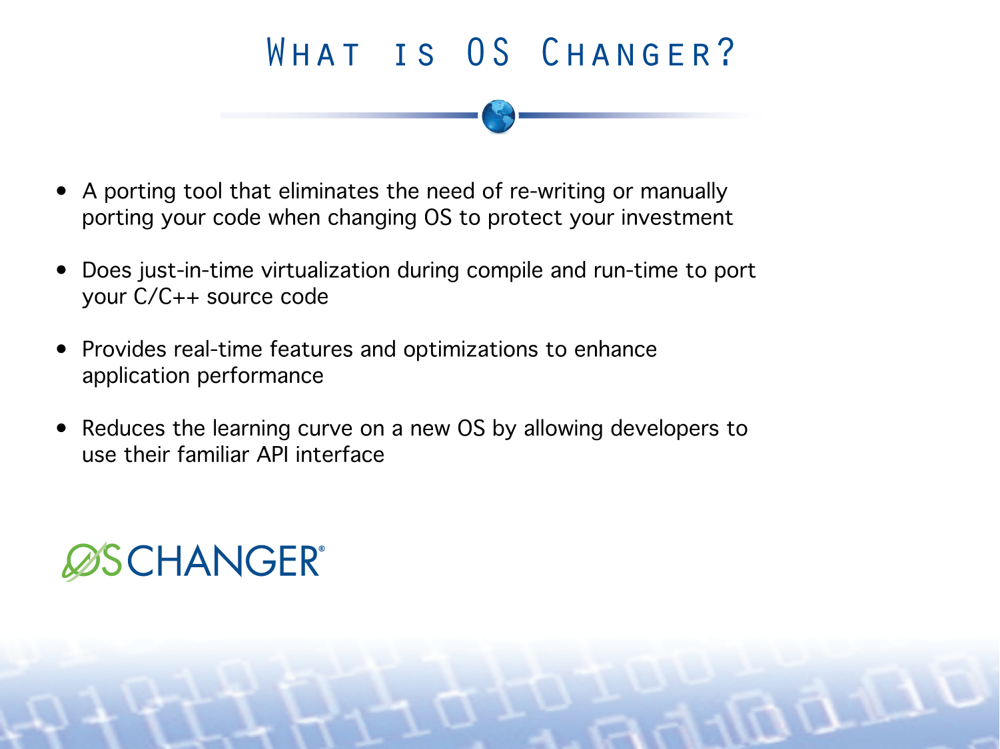 What is OS Changer?
• A porting tool that eliminates the need of re-writing or manually
porting your code when changing OS to protect your investment
• Does just-in-time virtualization during compile and run-time to port
your C/C++ source code
• Provides real-time features and optimizations to enhance
application performance
• Reduces the learning curve on a new OS by allowing developers to
use their familiar API interface
OS CHANGER®